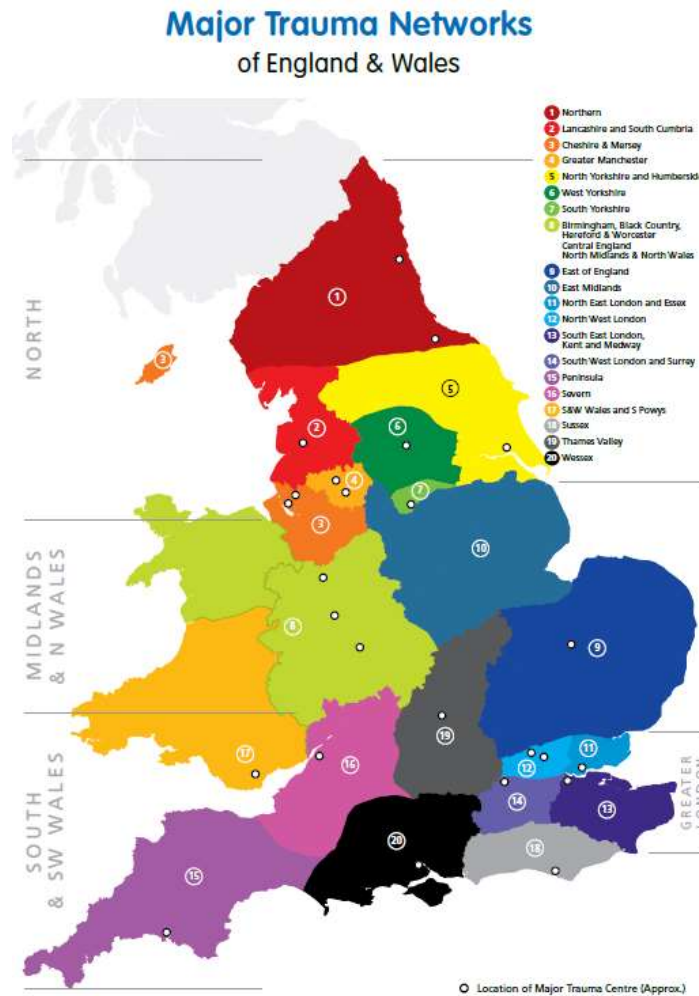 Major Trauma Networks
of England & Wales
1 Northern
2 Lancashire and South Cumbria
3 Cheshire & Mersey
4 Greater Manchester
5 North Yorkshire and Humberside
6 West Yorkshire
7 South Yorkshire
8 Birmingham, Black Country,
Hereford & Worcester
Central England
North Midlands & North Wales
9 East of England
10 East Midlands
11 North East London and Essex
12 North West London
13 South East London,
Kent and Medway
14 South West London and Surrey
15 Peninsula
16 Severn
17 S&W Wales and S Powys
18 Sussex
19 Thames Valley
20 Wessex
NORTH
MIDLANDS
& N WALES
SOUTH
& SW WALES
GREATER
LONDON
1
3
5
2
6
4
7
3
10
8
9
17
19
11
12
16
14
13
20
18
15
Location of Major Trauma Centre (Approx.)